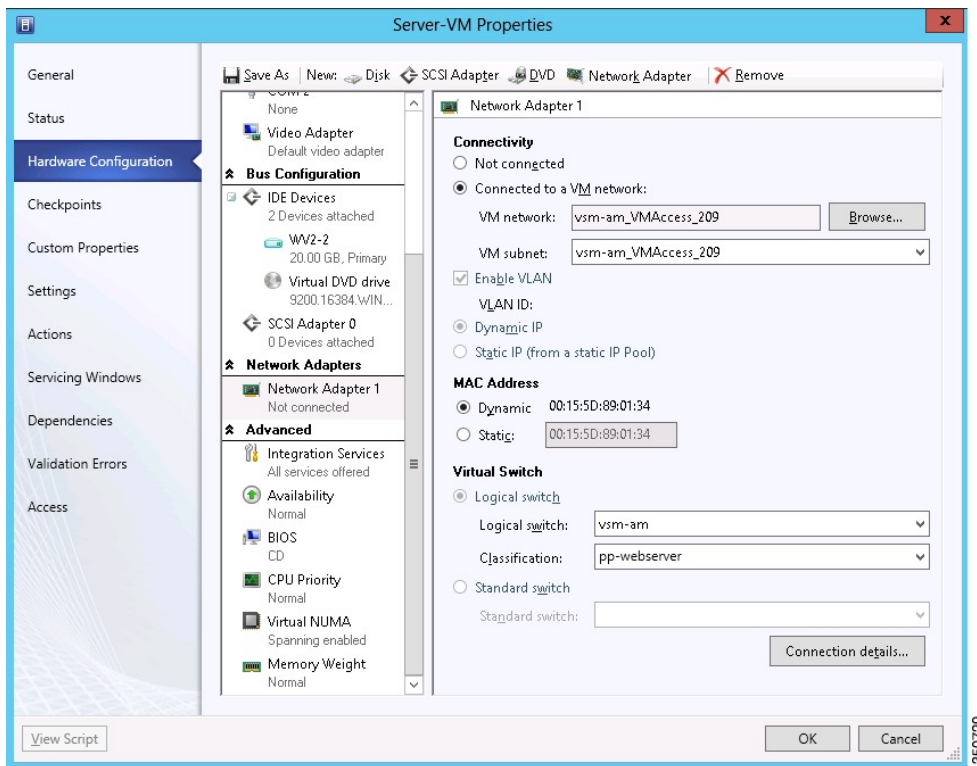 Server-VM Properties
x
General
Status
Hardware Configuration
Checkpoints
Custom Properties
Settings
Actions
Servicing Windows
Dependencies
Validation Errors
Access
Save As New: Disk SCSI Adapter DVD Network Adapter Remove
COM 2
None
Video Adapter
Default video adapter
Bus Configuration
IDE Devices
2 Devices attached
WV2-2
20.00 GB, Primary
Virtual DVD drive
9200.16384.WIN...
SCSI Adapter 0
0 Devices attached
Network Adapters
Network Adapter 1
Not connected
Advanced
Integration Services
All services offered
Availability
Normal
BIOS
CD
CPU Priority
Normal
Virtual NUMA
Spanning enabled
Memory Weight
Normal
Network Adapter 1
Connectivity
Not connected
Connected to a VM network:
VM network: vsm-am_VMAccess_209 Browse...
VM subnet: vsm-am_VMAccess_209
Enable VLAN
VLAN ID:
Dynamic IP
Static IP (from a static IP Pool)
MAC Address
Dynamic 00:15:5D:89:01:34
Static: 00:15:5D:89:01:34
Virtual Switch
Logical switch
Logical switch: vsm-am
Classification: pp-webserver
Standard switch
Standard switch:
Connection details...
View Script OK Cancel